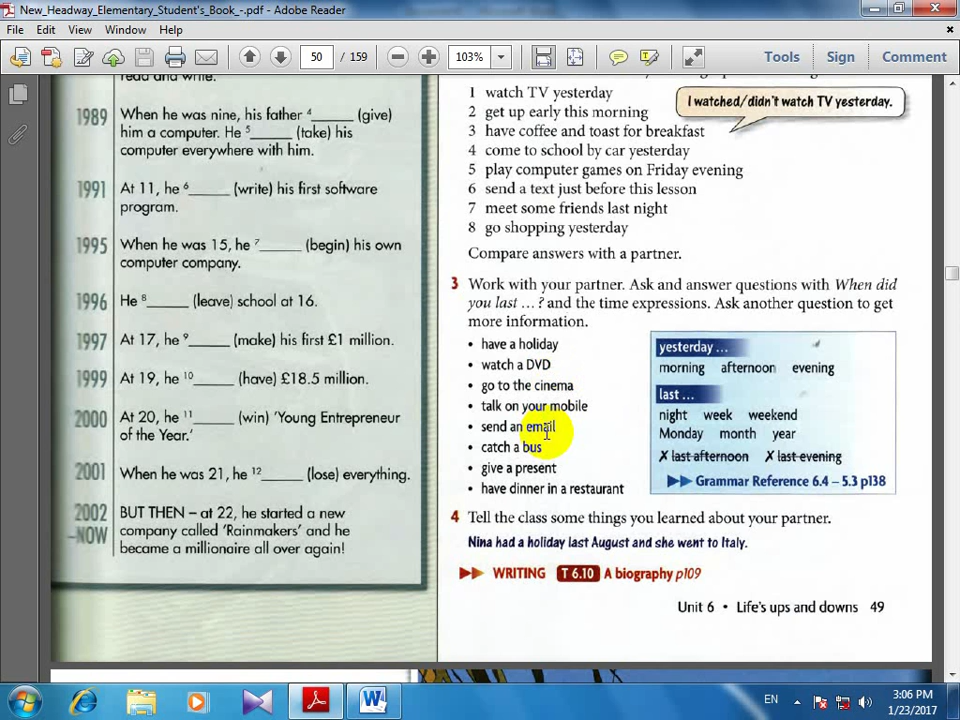 New_Headway_Elementary_Student's_Book_-.pdf - Adobe Reader
File Edit View Window Help
50 / 159 103% Tools Sign Comment
read and write.
1989 When he was nine, his father 4______ (give)
him a computer. He 5______ (take) his
computer everywhere with him.
1991 At 11, he 6______ (write) his first software
program.
1995 When he was 15, he 7______ (begin) his own
computer company.
1996 He 8______ (leave) school at 16.
1997 At 17, he 9______ (make) his first £1 million.
1999 At 19, he 10______ (have) £18.5 million.
2000 At 20, he 11______ (win) 'Young Entrepreneur
of the Year.'
2001 When he was 21, he 12______ (lose) everything.
2002 BUT THEN – at 22, he started a new
–NOW company called 'Rainmakers' and he
became a millionaire all over again!
1 watch TV yesterday
2 get up early this morning
3 have coffee and toast for breakfast
4 come to school by car yesterday
5 play computer games on Friday evening
6 send a text just before this lesson
7 meet some friends last night
8 go shopping yesterday
I watched/didn't watch TV yesterday.
Compare answers with a partner.
3 Work with your partner. Ask and answer questions with When did
you last … ? and the time expressions. Ask another question to get
more information.
• have a holiday
• watch a DVD
• go to the cinema
• talk on your mobile
• send an email
• catch a bus
• give a present
• have dinner in a restaurant
yesterday …
morning afternoon evening
last …
night week weekend
Monday month year
✗ last afternoon ✗ last evening
▶▶ Grammar Reference 6.4 – 5.3 p138
4 Tell the class some things you learned about your partner.
Nina had a holiday last August and she went to Italy.
▶▶ WRITING T 6.10 A biography p109
Unit 6 • Life's ups and downs 49
EN 3:06 PM
1/23/2017